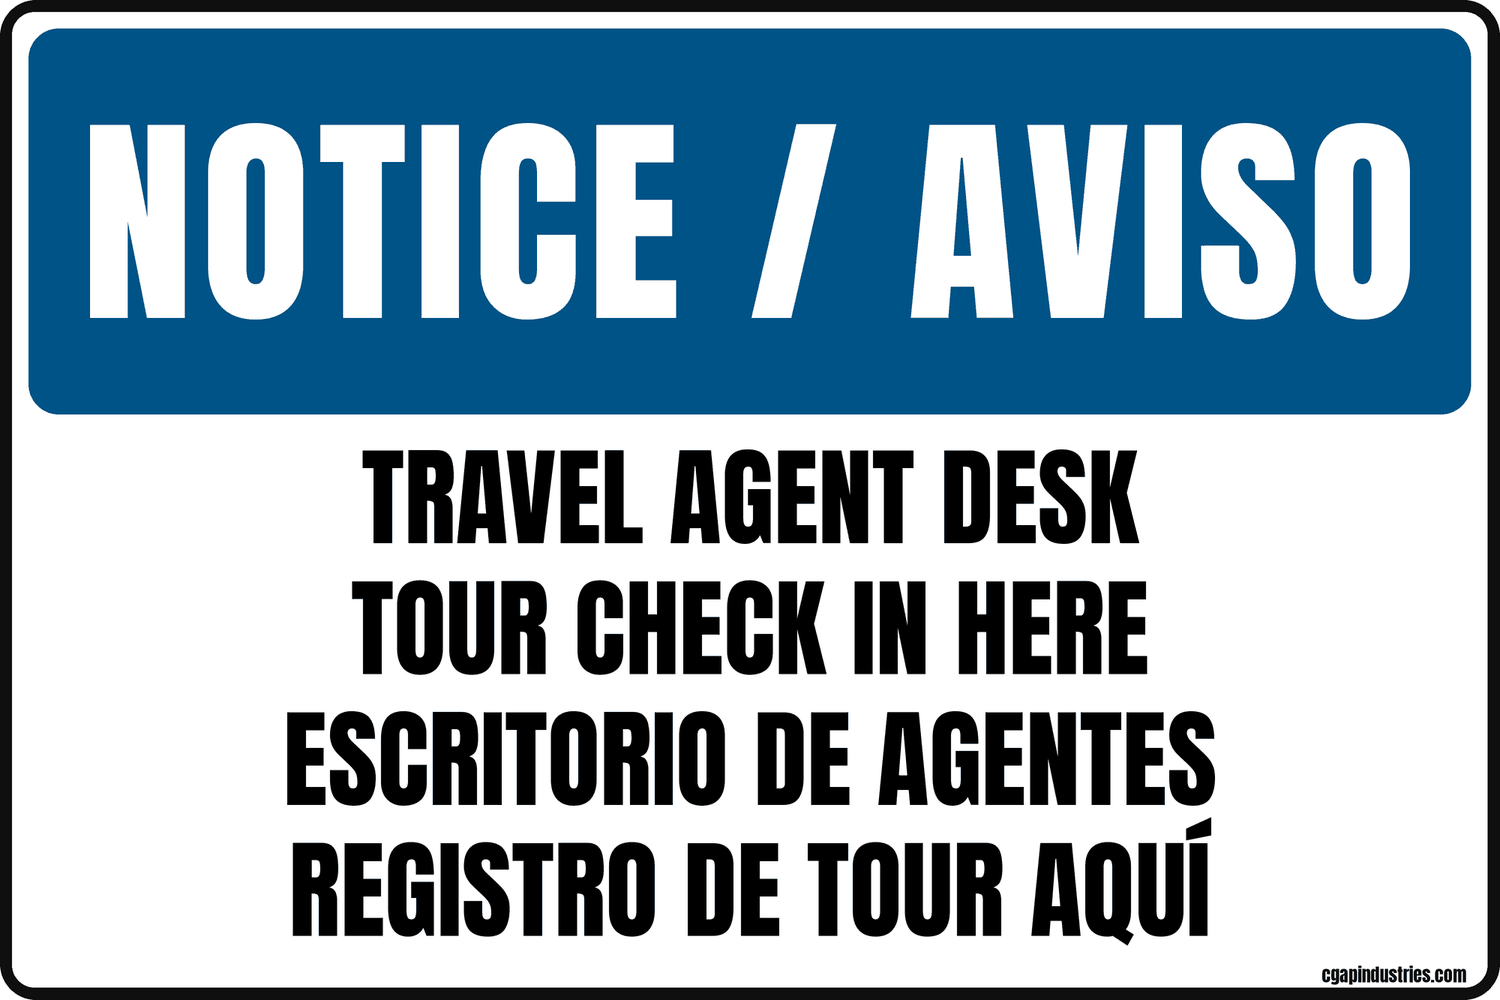 NOTICE / AVISO
TRAVEL AGENT DESK
TOUR CHECK IN HERE
ESCRITORIO DE AGENTES
REGISTRO DE TOUR AQUÍ
cgapindustries.com